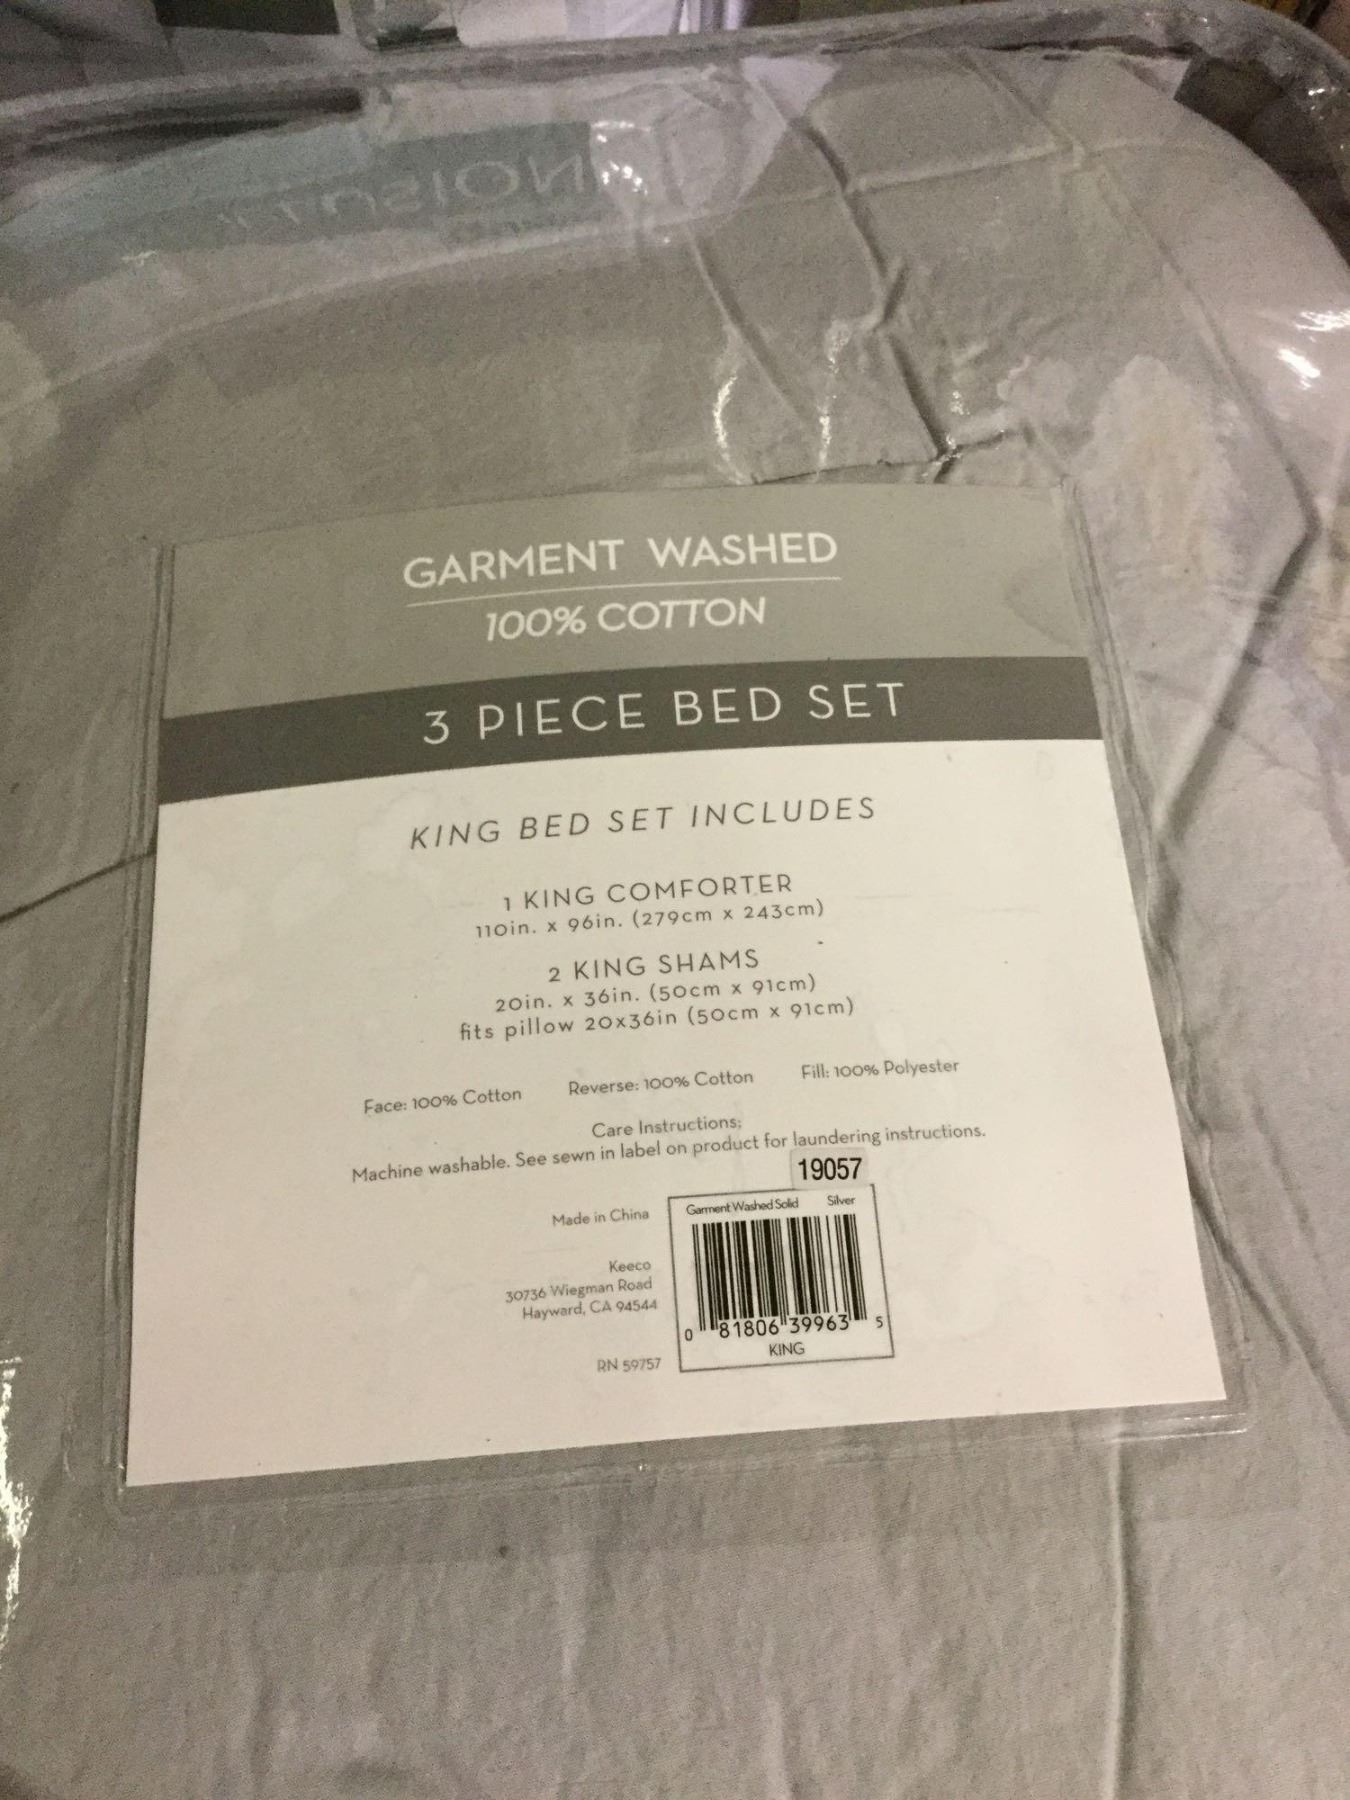 GARMENT WASHED
100% COTTON
3 PIECE BED SET
KING BED SET INCLUDES
1 KING COMFORTER
110in. x 96in. (279cm x 243cm)
2 KING SHAMS
20in. x 36in. (50cm x 91cm)
fits pillow 20x36in (50cm x 91cm)
Face: 100% Cotton Reverse: 100% Cotton Fill: 100% Polyester
Care Instructions;
Machine washable. See sewn in label on product for laundering instructions.
19057
Garment Washed Solid Silver
Made in China
Keeco
30736 Wiegman Road
Hayward, CA 94544
0 81806 39963 5
KING
RN 59757